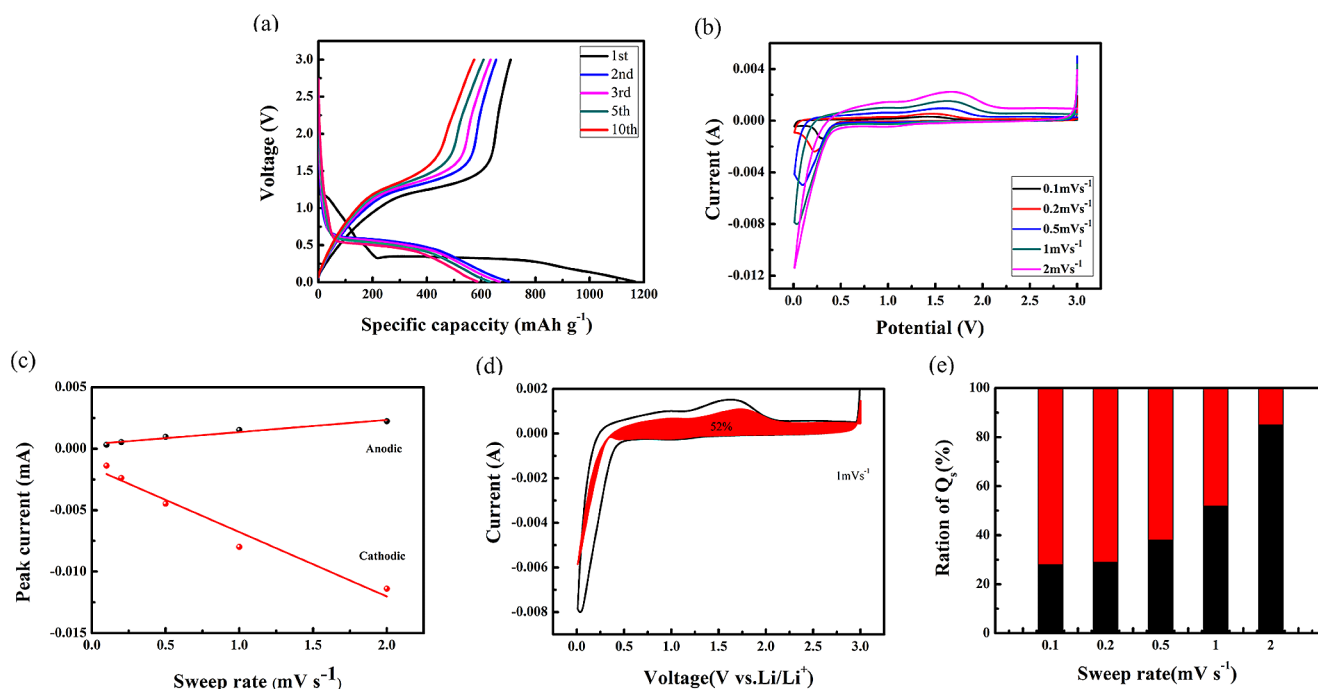 (a)
3.0
2.5
2.0
1.5
1.0
0.5
0.0
0
200
400
600
800
1000
1200
Voltage (V)
Specific capaccity (mAh g-1)
1st
2nd
3rd
5th
10th
(b)
0.004
0.000
-0.004
-0.008
-0.012
0.0
0.5
1.0
1.5
2.0
2.5
3.0
Current (A)
Potential (V)
0.1mVs-1
0.2mVs-1
0.5mVs-1
1mVs-1
2mVs-1
(c)
0.005
0.000
-0.005
-0.010
-0.015
0.0
0.5
1.0
1.5
2.0
Peak current (mA)
Sweep rate (mV s-1)
Anodic
Cathodic
(d)
0.002
0.000
-0.002
-0.004
-0.006
-0.008
0.0
0.5
1.0
1.5
2.0
2.5
3.0
Current (A)
Voltage(V vs.Li/Li+)
52%
1mVs-1
(e)
100
80
60
40
20
0
0.1
0.2
0.5
1
2
Ration of Qs(%)
Sweep rate(mV s-1)